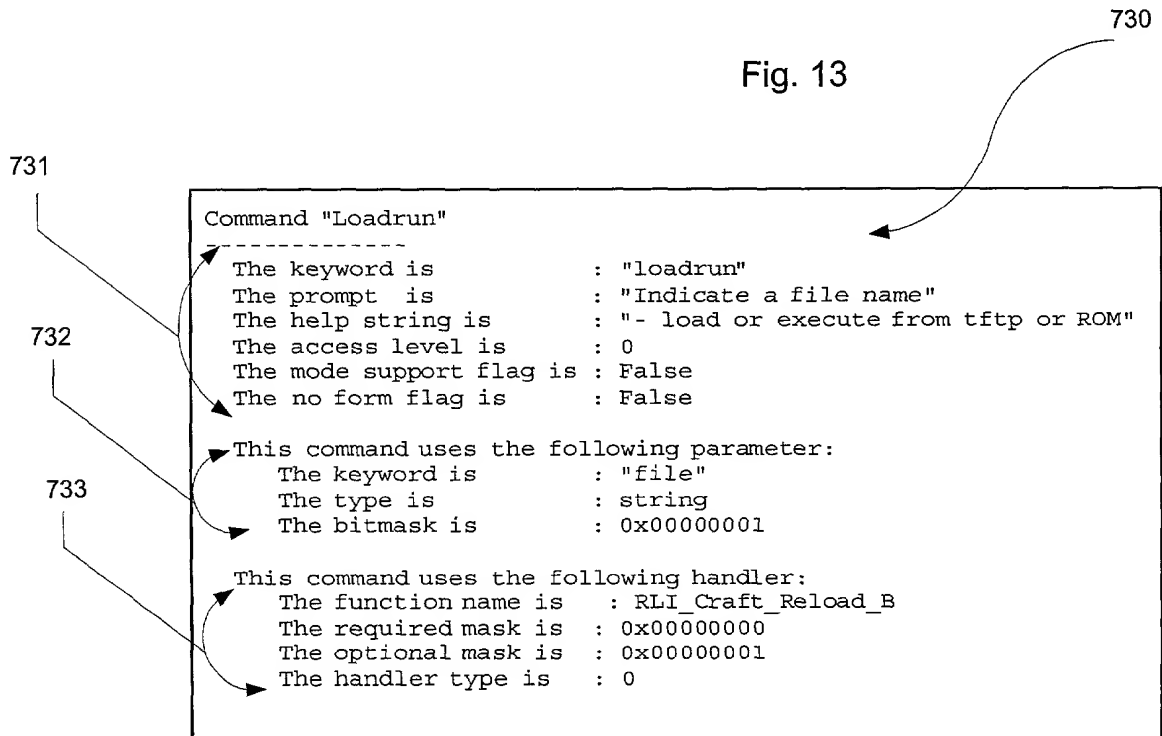 730
Fig. 13
731
Command "Loadrun"
--------------
The keyword is : "loadrun"
The prompt is : "Indicate a file name"
The help string is : "- load or execute from tftp or ROM"
732
The access level is : 0
The mode support flag is : False
The no form flag is : False
This command uses the following parameter:
The keyword is : "file"
733
The type is : string
The bitmask is : 0x00000001
This command uses the following handler:
The function name is : RLI_Craft_Reload_B
The required mask is : 0x00000000
The optional mask is : 0x00000001
The handler type is : 0